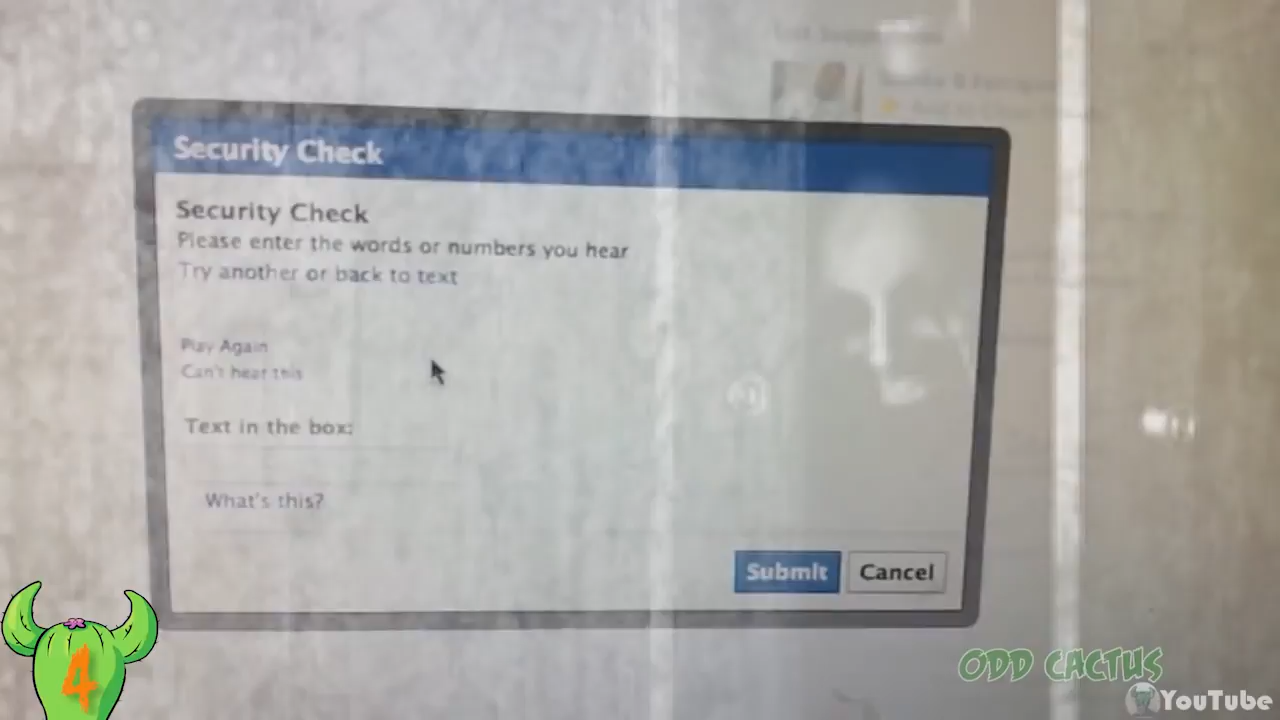 Security Check
Security Check
Please enter the words or numbers you hear
Try another or back to text
Play Again
Can't hear this
Text in the box:
What's this?
Submit
Cancel
4
ODD CACTUS
YouTube